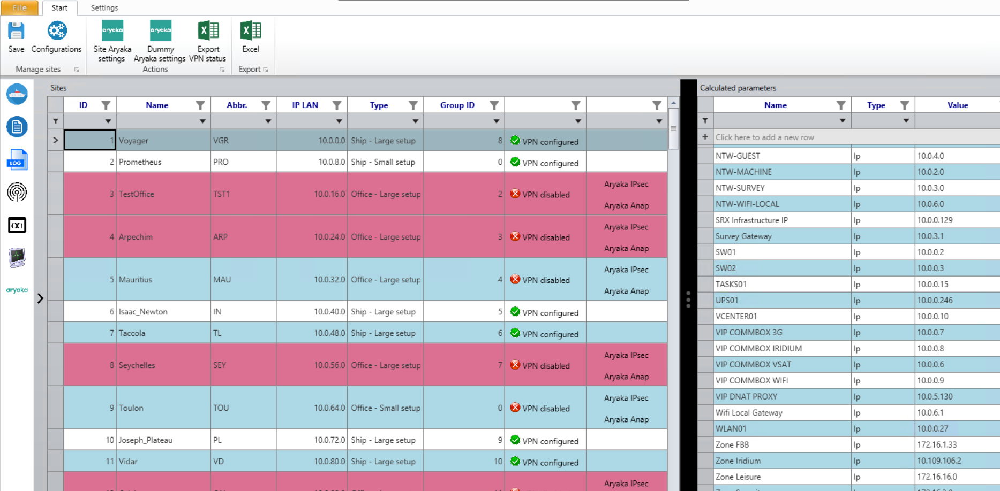 File Start Settings
Save Configurations Site Aryaka settings Dummy Aryaka settings Export VPN status Excel
aryaka aryaka
Manage sites Actions Export
Sites
ID Name Abbr. IP LAN Type Group ID
1 Voyager VGR 10.0.0.0 Ship - Large setup 8 VPN configured
2 Prometheus PRO 10.0.8.0 Ship - Small setup 0 VPN configured
3 TestOffice TST1 10.0.16.0 Office - Large setup 2 VPN disabled Aryaka IPsec Aryaka Anap
4 Arpechim ARP 10.0.24.0 Office - Large setup 3 VPN disabled Aryaka IPsec Aryaka Anap
5 Mauritius MAU 10.0.32.0 Office - Large setup 4 VPN disabled Aryaka IPsec Aryaka Anap
6 Isaac_Newton IN 10.0.40.0 Ship - Large setup 5 VPN configured
7 Taccola TL 10.0.48.0 Ship - Large setup 6 VPN configured
8 Seychelles SEY 10.0.56.0 Office - Large setup 7 VPN disabled Aryaka IPsec Aryaka Anap
9 Toulon TOU 10.0.64.0 Office - Small setup 0 VPN disabled Aryaka IPsec Aryaka Anap
10 Joseph_Plateau PL 10.0.72.0 Ship - Large setup 9 VPN configured
11 Vidar VD 10.0.80.0 Ship - Large setup 10 VPN configured
Aryaka IPsec
LOG
(X)
aryaka
Calculated parameters
Name Type Value
Click here to add a new row
NTW-GUEST Ip 10.0.4.0
NTW-MACHINE Ip 10.0.2.0
NTW-SURVEY Ip 10.0.3.0
NTW-WIFI-LOCAL Ip 10.0.6.0
SRX Infrastructure IP Ip 10.0.0.129
Survey Gateway Ip 10.0.3.1
SW01 Ip 10.0.0.2
SW02 Ip 10.0.0.3
TASKS01 Ip 10.0.0.15
UPS01 Ip 10.0.0.246
VCENTER01 Ip 10.0.0.10
VIP COMMBOX 3G Ip 10.0.0.7
VIP COMMBOX IRIDIUM Ip 10.0.0.8
VIP COMMBOX VSAT Ip 10.0.0.6
VIP COMMBOX WIFI Ip 10.0.0.9
VIP DNAT PROXY Ip 10.0.5.130
Wifi Local Gateway Ip 10.0.6.1
WLAN01 Ip 10.0.0.27
Zone FBB Ip 172.16.1.33
Zone Iridium Ip 10.109.106.2
Zone Leisure Ip 172.16.16.0